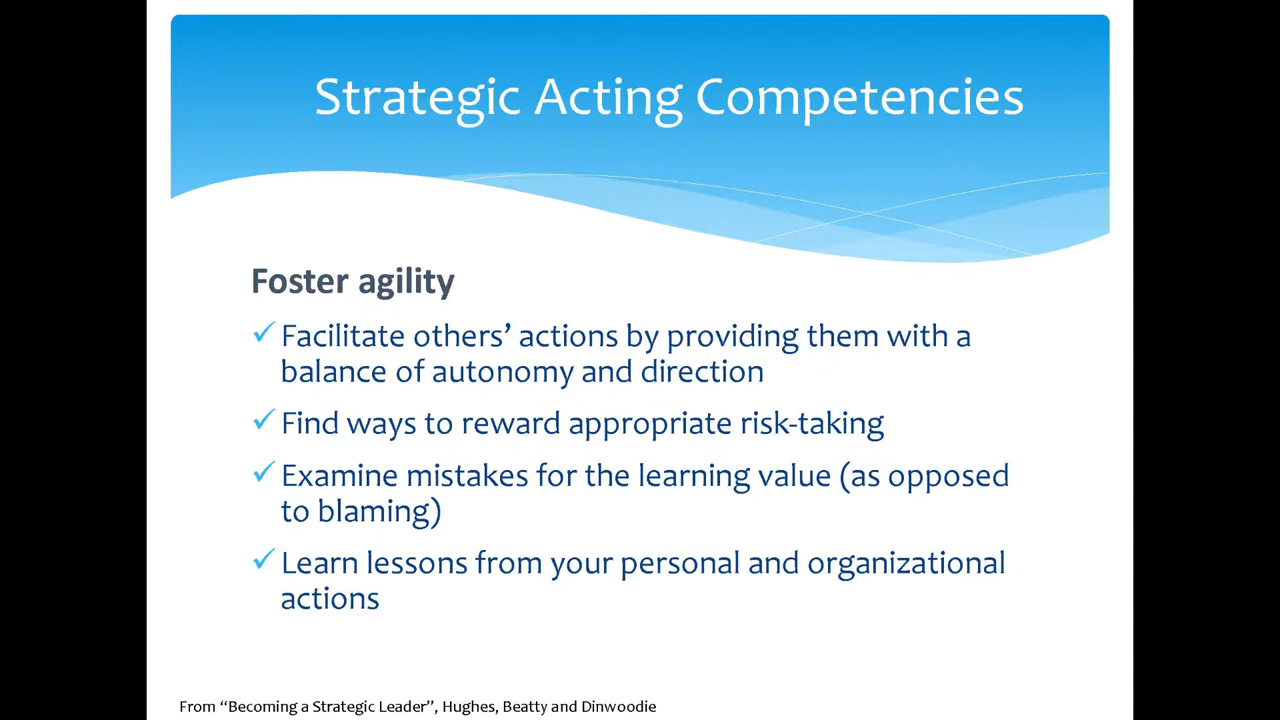 Strategic Acting Competencies
Foster agility
✓ Facilitate others’ actions by providing them with a
balance of autonomy and direction
✓ Find ways to reward appropriate risk-taking
✓ Examine mistakes for the learning value (as opposed
to blaming)
✓ Learn lessons from your personal and organizational
actions
From “Becoming a Strategic Leader”, Hughes, Beatty and Dinwoodie